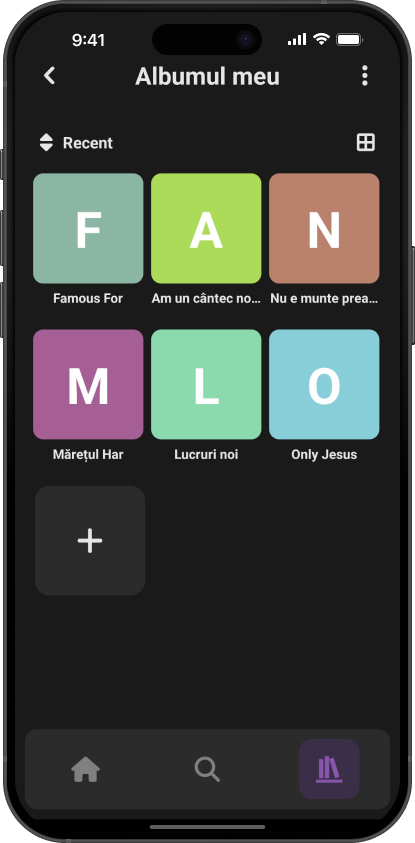 9:41
Albumul meu
Recent
F
A
N
Famous For
Am un cântec no...
Nu e munte prea...
M
L
O
Mărețul Har
Lucruri noi
Only Jesus